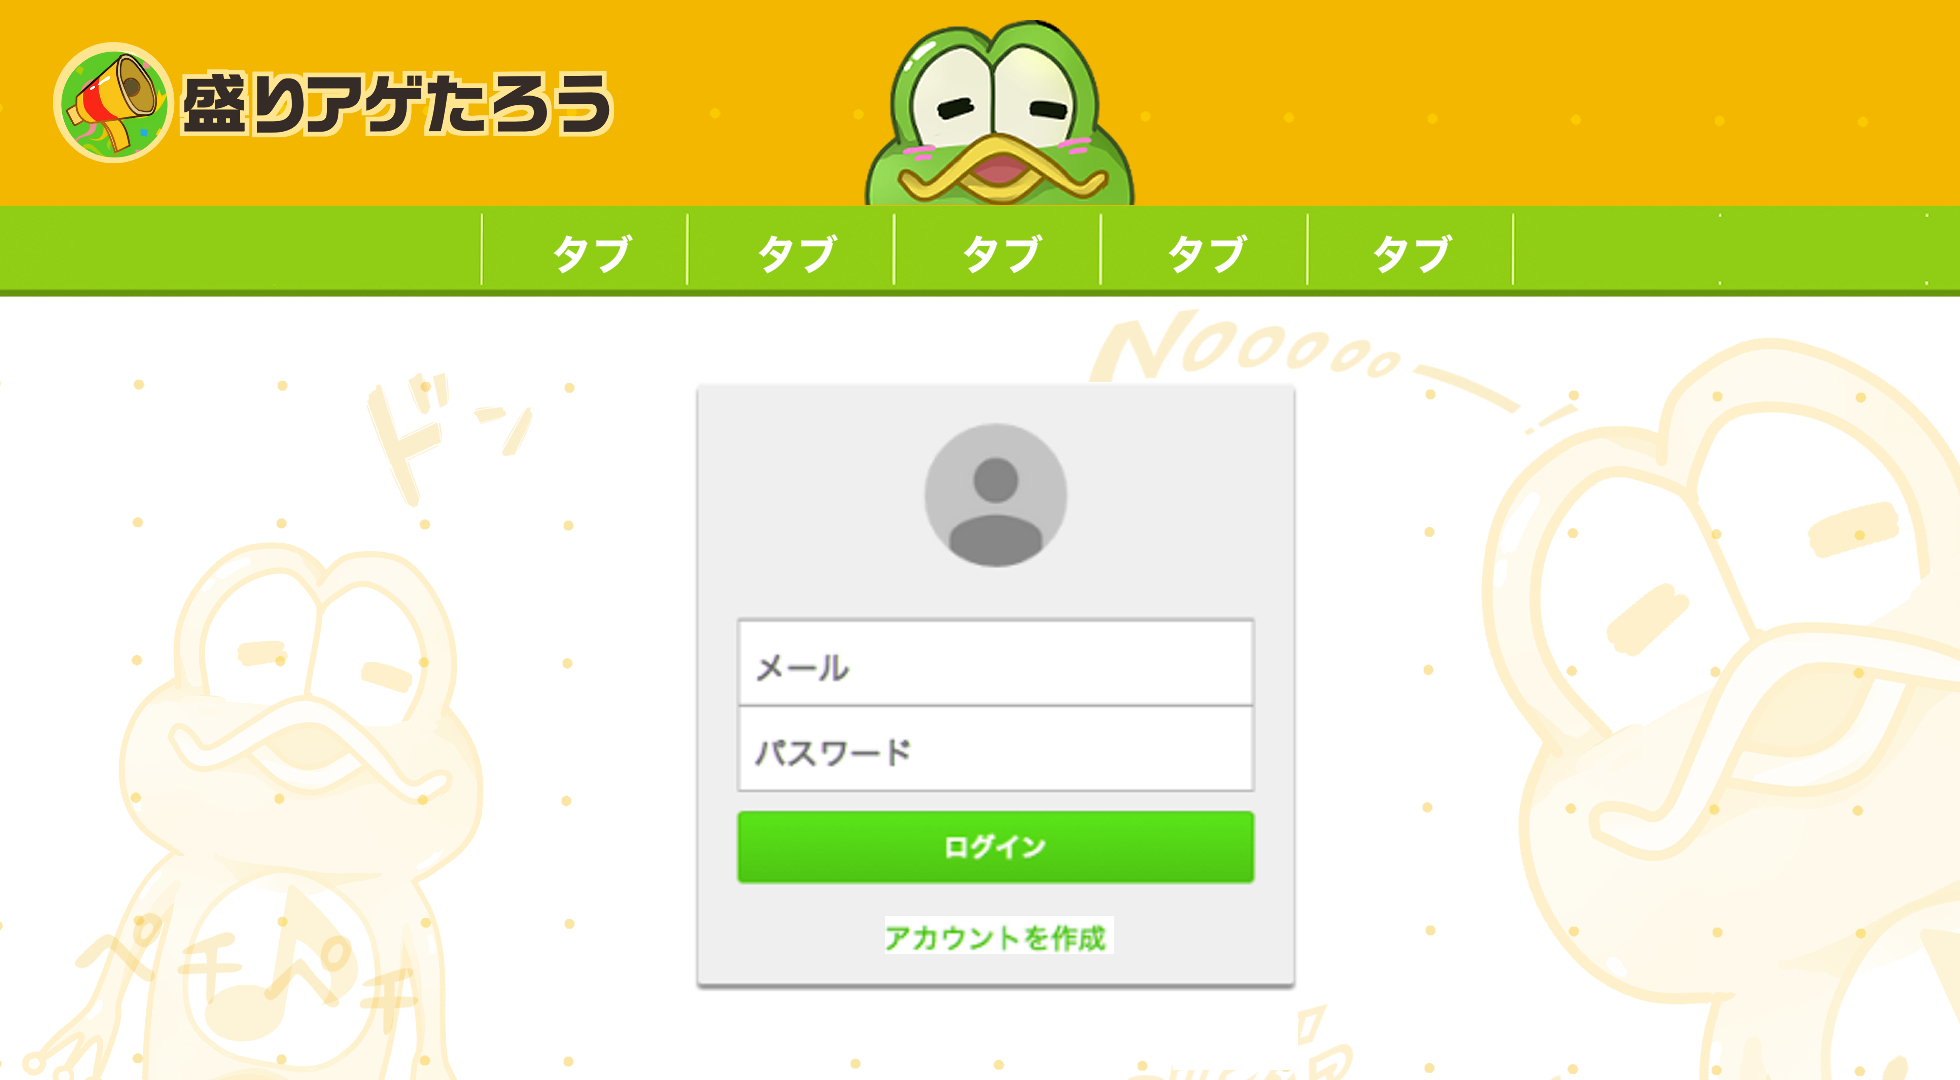 盛りアゲたろう
タブ タブ タブ タブ タブ
NOOOOOO
ドン
メール
パスワード
ログイン
アカウントを作成
ペチペチ